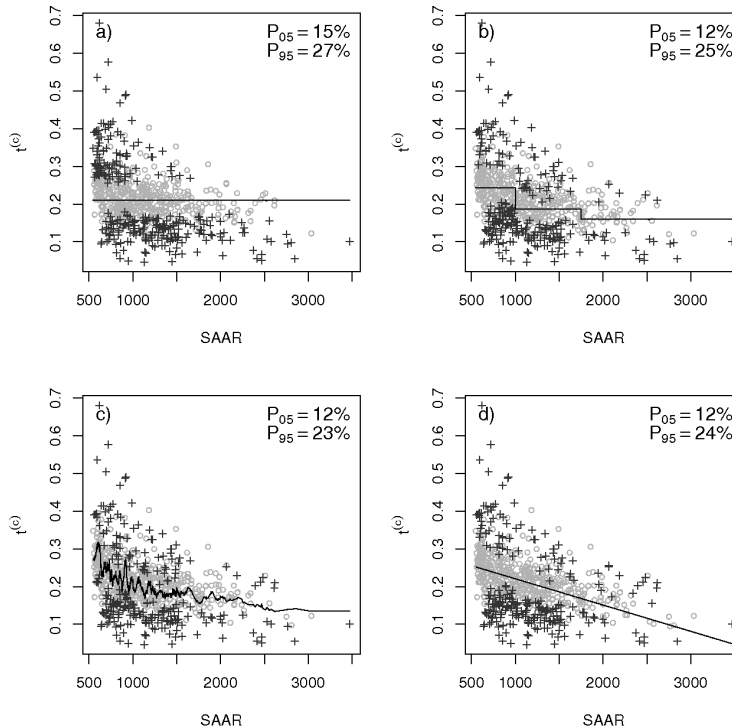 a)
P05 = 15%
P95 = 27%
0.7
0.6
0.5
0.4
0.3
0.2
0.1
t(c)
500 1000 2000 3000
SAAR
b)
P05 = 12%
P95 = 25%
0.7
0.6
0.5
0.4
0.3
0.2
0.1
t(c)
500 1000 2000 3000
SAAR
c)
P05 = 12%
P95 = 23%
0.7
0.6
0.5
0.4
0.3
0.2
0.1
t(c)
500 1000 2000 3000
SAAR
d)
P05 = 12%
P95 = 24%
0.7
0.6
0.5
0.4
0.3
0.2
0.1
t(c)
500 1000 2000 3000
SAAR